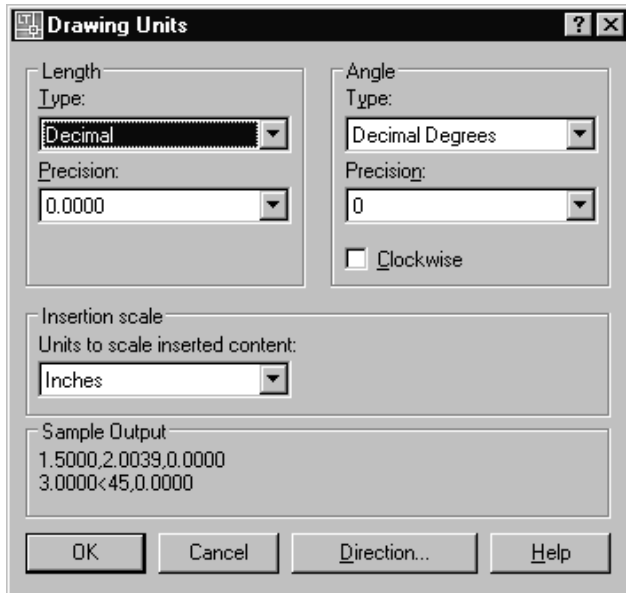 LT Drawing Units
Length
Type:
Decimal
Precision:
0.0000
Angle
Type:
Decimal Degrees
Precision:
0
Clockwise
Insertion scale
Units to scale inserted content:
Inches
Sample Output
1.5000,2.0039,0.0000
3.0000<45,0.0000
OK Cancel Direction... Help